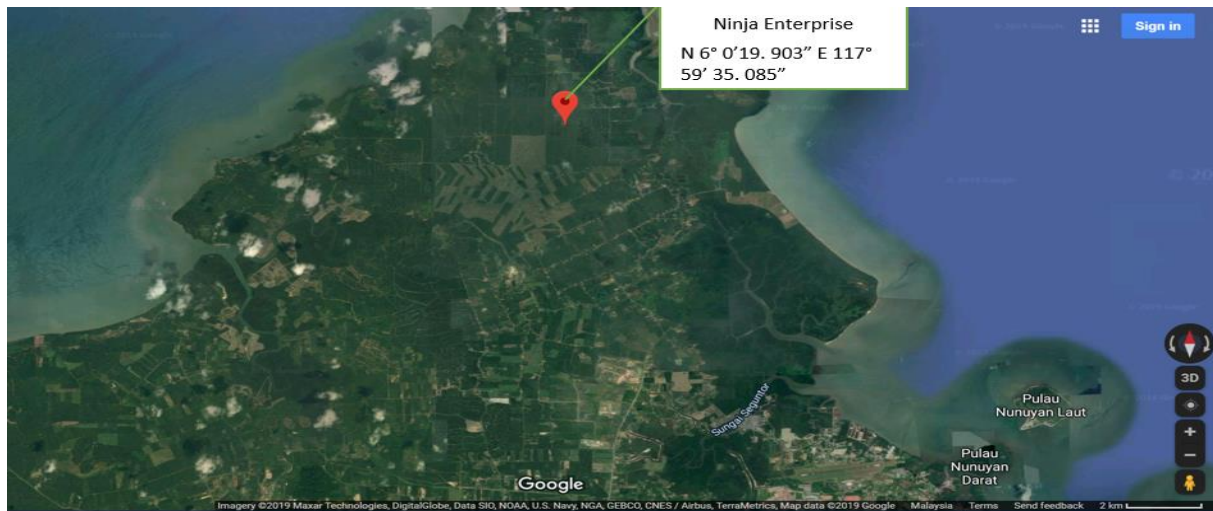 Ninja Enterprise
N 6° 0’19. 903” E 117°
59’ 35. 085”
Sign in
3D
Pulau
Nunuyan Laut
Sungai Seguntor
Pulau
Nunuyan
Darat
Google
Imagery ©2019 Maxar Technologies, DigitalGlobe, Data SIO, NOAA, U.S. Navy, NGA, GEBCO, CNES / Airbus, TerraMetrics, Map data ©2019 Google Malaysia Terms Send feedback 2 km